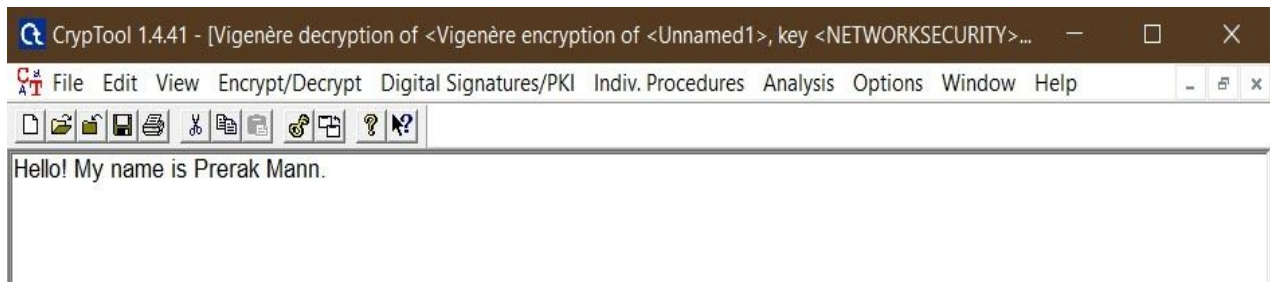 CrypTool 1.4.41 - [Vigenère decryption of <Vigenère encryption of <Unnamed1>, key <NETWORKSECURITY>...
File Edit View Encrypt/Decrypt Digital Signatures/PKI Indiv. Procedures Analysis Options Window Help
Hello! My name is Prerak Mann.